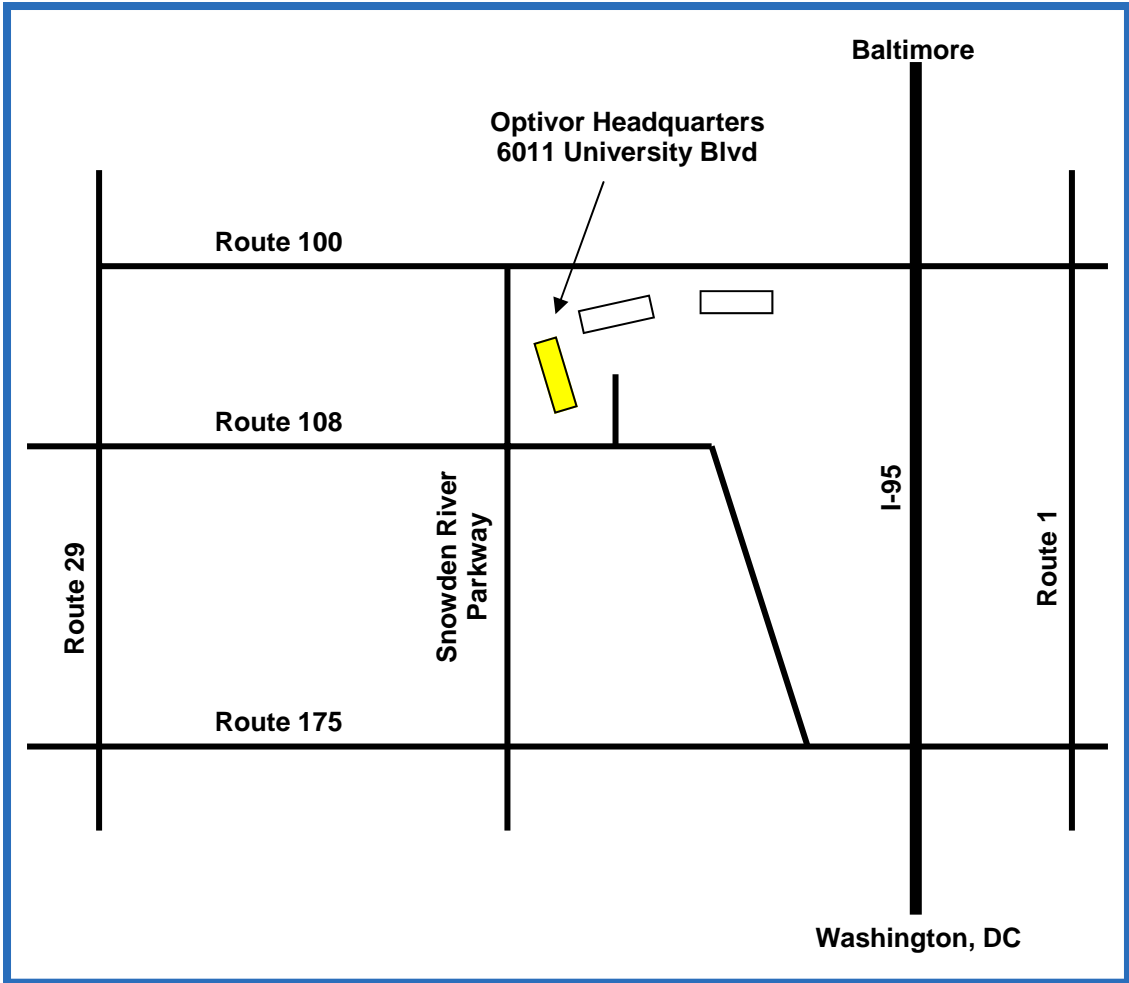 Baltimore
Optivor Headquarters
6011 University Blvd
Route 100
Route 108
I-95
Snowden River
Parkway
Route 1
Route 29
Route 175
Washington, DC